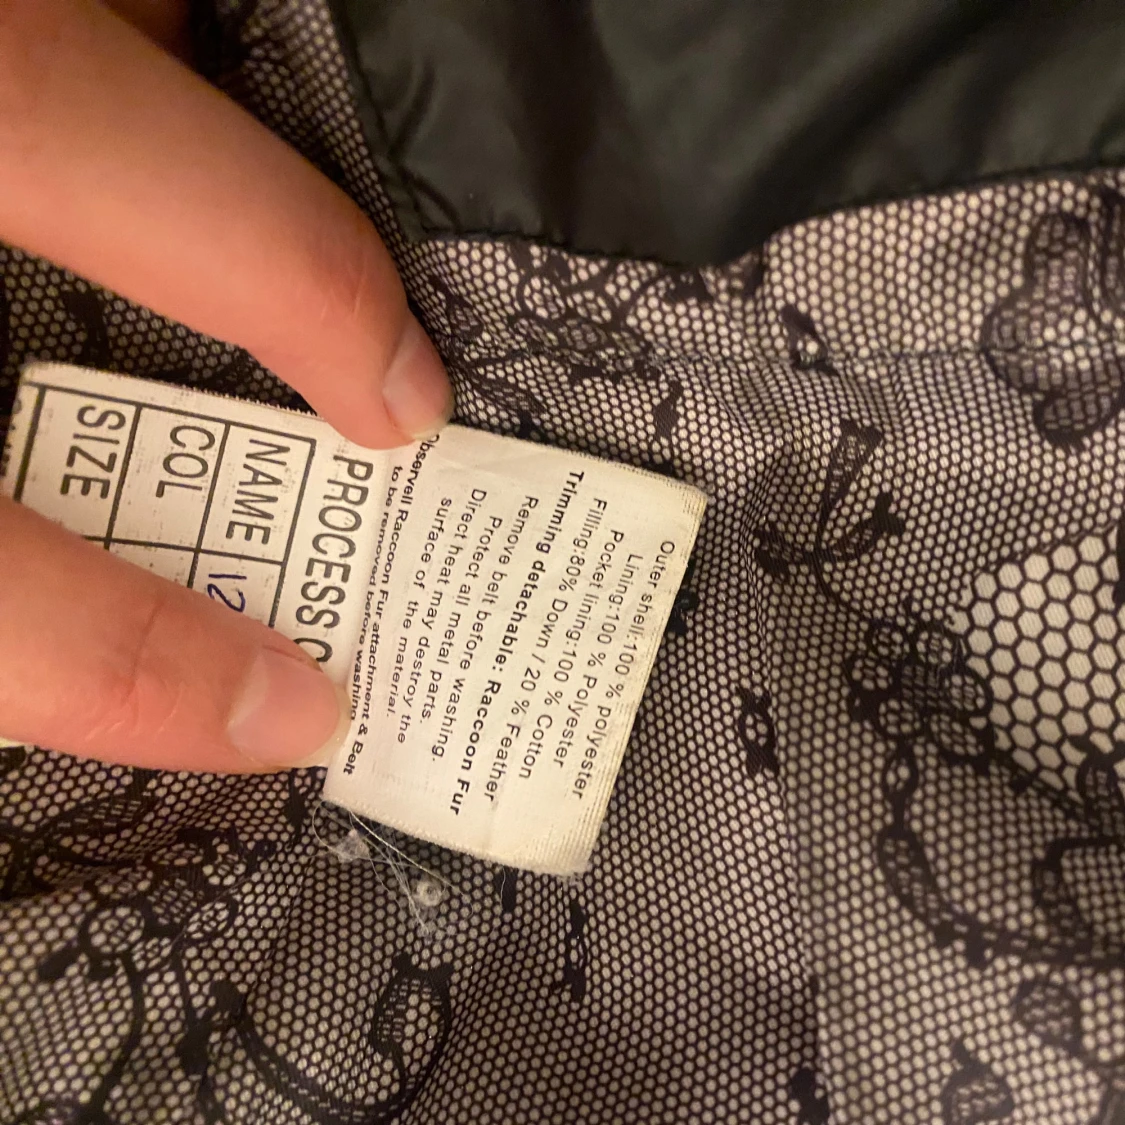 Outer shell:100 % polyester
Lining:100 % Polyester
Pocket lining:100 % Polyester
Filling:80% Down / 20 % Feather
Trimming detachable: Raccoon Fur
Remove belt before washing.
Protect all metal parts.
Direct heat may destroy the
surface of the material.
Observell Raccoon Fur attachment & Belt
to be removed before washing
PROCESS
NAME 12
COL
SIZE